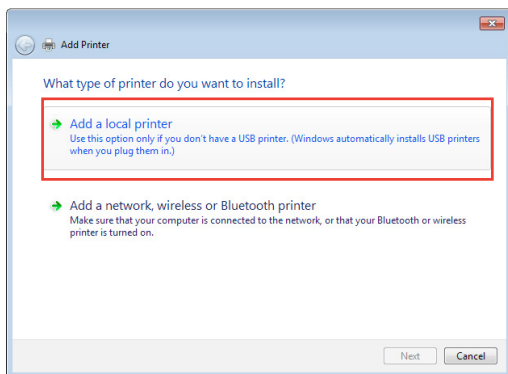 Add Printer
What type of printer do you want to install?
Add a local printer
Use this option only if you don't have a USB printer. (Windows automatically installs USB printers
when you plug them in.)
Add a network, wireless or Bluetooth printer
Make sure that your computer is connected to the network, or that your Bluetooth or wireless
printer is turned on.
Next Cancel